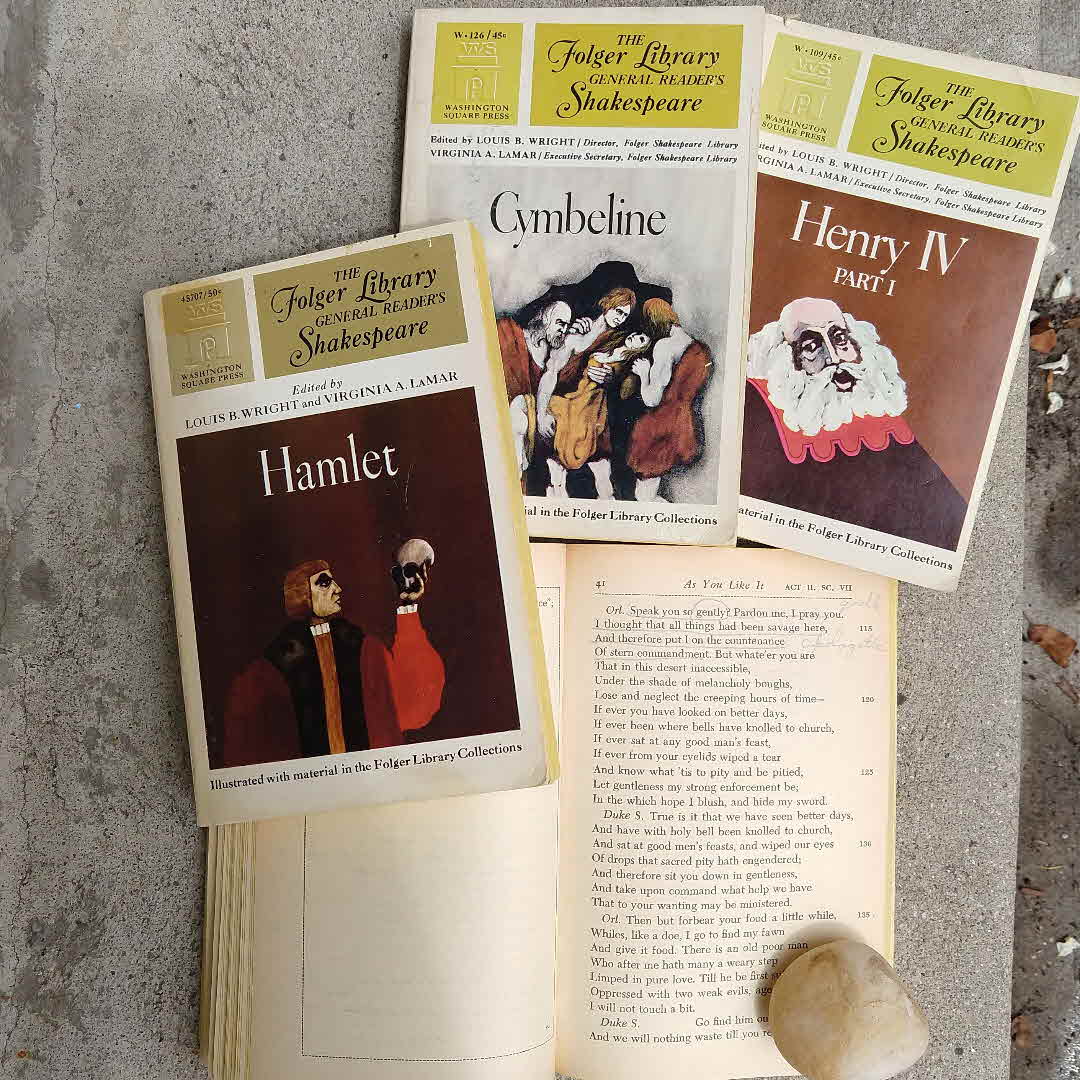 W·126/45¢
WS
P
WASHINGTON
SQUARE PRESS
THE
Folger Library
GENERAL READER'S
Shakespeare
Edited by LOUIS B. WRIGHT / Director, Folger Shakespeare Library
VIRGINIA A. LAMAR / Executive Secretary, Folger Shakespeare Library
Cymbeline
ial in the Folger Library Collections
W·109/45¢
WS
P
WASHINGTON
SQUARE PRESS
THE
Folger Library
GENERAL READER'S
Shakespeare
ited by LOUIS B. WRIGHT / Director, Folger Shakespeare Library
RGINIA A. LAMAR / Executive Secretary, Folger Shakespeare Library
Henry IV
PART I
aterial in the Folger Library Collections
45707/50¢
WS
P
WASHINGTON
SQUARE PRESS
THE
Folger Library
GENERAL READER'S
Shakespeare
Edited by
LOUIS B. WRIGHT and VIRGINIA A. LaMAR
Hamlet
Illustrated with material in the Folger Library Collections
ce";
41 As You Like It ACT II. SC. VII
Orl. Speak you so gently? Pardon me, I pray you.
I thought that all things had been savage here, 115
And therefore put I on the countenance
Of stern commandment. But whate'er you are
That in this desert inaccessible,
Under the shade of melancholy boughs,
Lose and neglect the creeping hours of time— 120
If ever you have looked on better days,
If ever been where bells have knolled to church,
If ever sat at any good man's feast,
If ever from your eyelids wiped a tear
And know what 'tis to pity and be pitied, 125
Let gentleness my strong enforcement be;
In the which hope I blush, and hide my sword.
Duke S. True is it that we have seen better days,
And have with holy bell been knolled to church,
And sat at good men's feasts, and wiped our eyes 130
Of drops that sacred pity hath engendered;
And therefore sit you down in gentleness,
And take upon command what help we have
That to your wanting may be ministered.
Orl. Then but forbear your food a little while, 135
Whiles, like a doe, I go to find my fawn
And give it food. There is an old poor man
Who after me hath many a weary step
Limped in pure love. Till he be first
Oppressed with two weak evils, age
I will not touch a bit.
Duke S. Go find him
And we will nothing waste till you